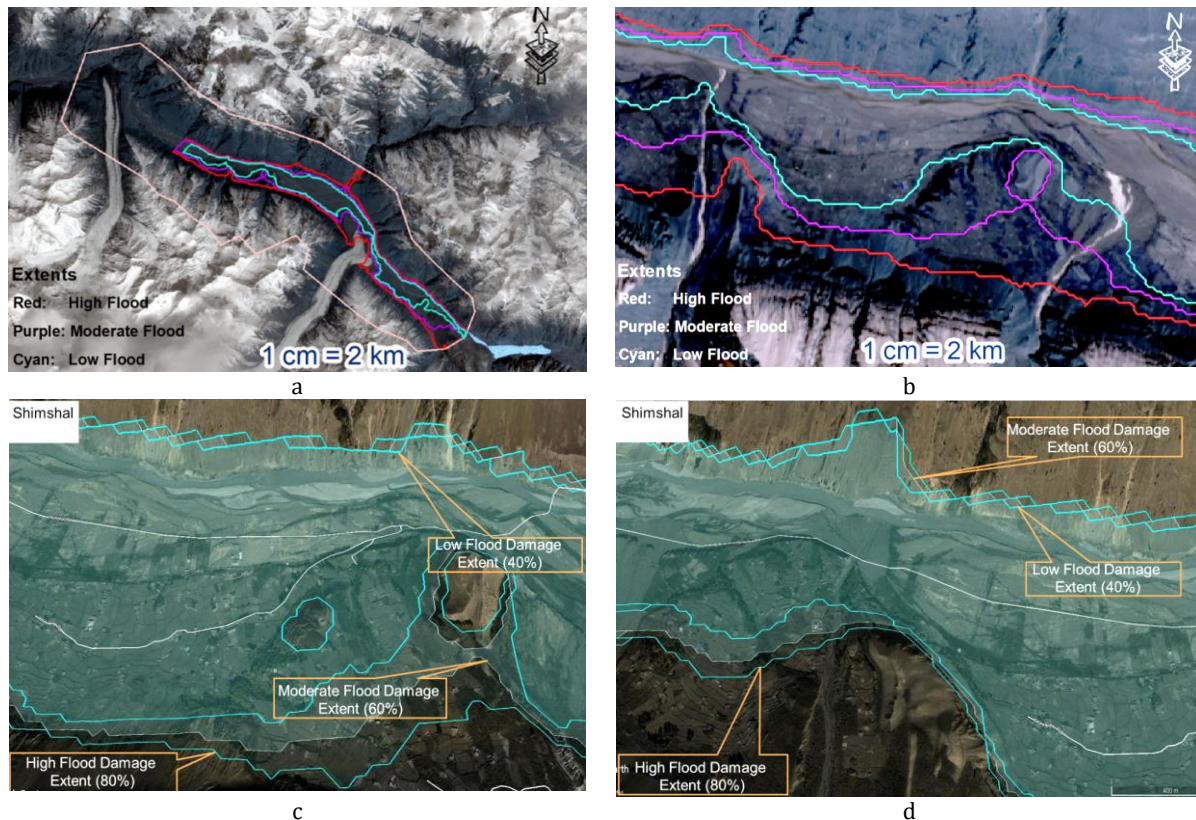 N
Extents
Red: High Flood
Purple: Moderate Flood
Cyan: Low Flood
1 cm = 2 km
a
N
Extents
Red: High Flood
Purple: Moderate Flood
Cyan: Low Flood
1 cm = 2 km
b
Shimshal
Low Flood Damage
Extent (40%)
Moderate Flood Damage
Extent (60%)
High Flood Damage
Extent (80%)
c
Shimshal
Moderate Flood Damage
Extent (60%)
Low Flood Damage
Extent (40%)
High Flood Damage
Extent (80%)
400 m
d